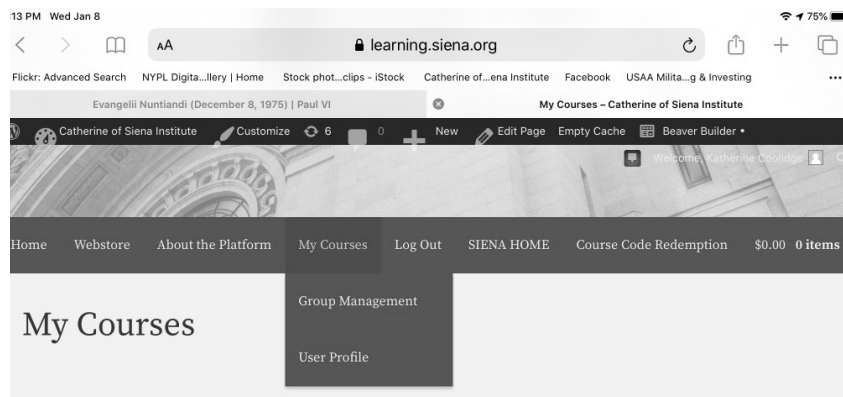 :13 PM Wed Jan 8 75%
AA learning.siena.org
Flickr: Advanced Search NYPL Digita...llery | Home Stock phot...clips - iStock Catherine of...ena Institute Facebook USAA Milita...g & Investing ...
Evangelii Nuntiandi (December 8, 1975) | Paul VI My Courses – Catherine of Siena Institute
Catherine of Siena Institute Customize 6 0 New Edit Page Empty Cache Beaver Builder •
Welcome, Katherine Coolidge
Home Webstore About the Platform My Courses Log Out SIENA HOME Course Code Redemption $0.00 0 items
Group Management
My Courses
User Profile